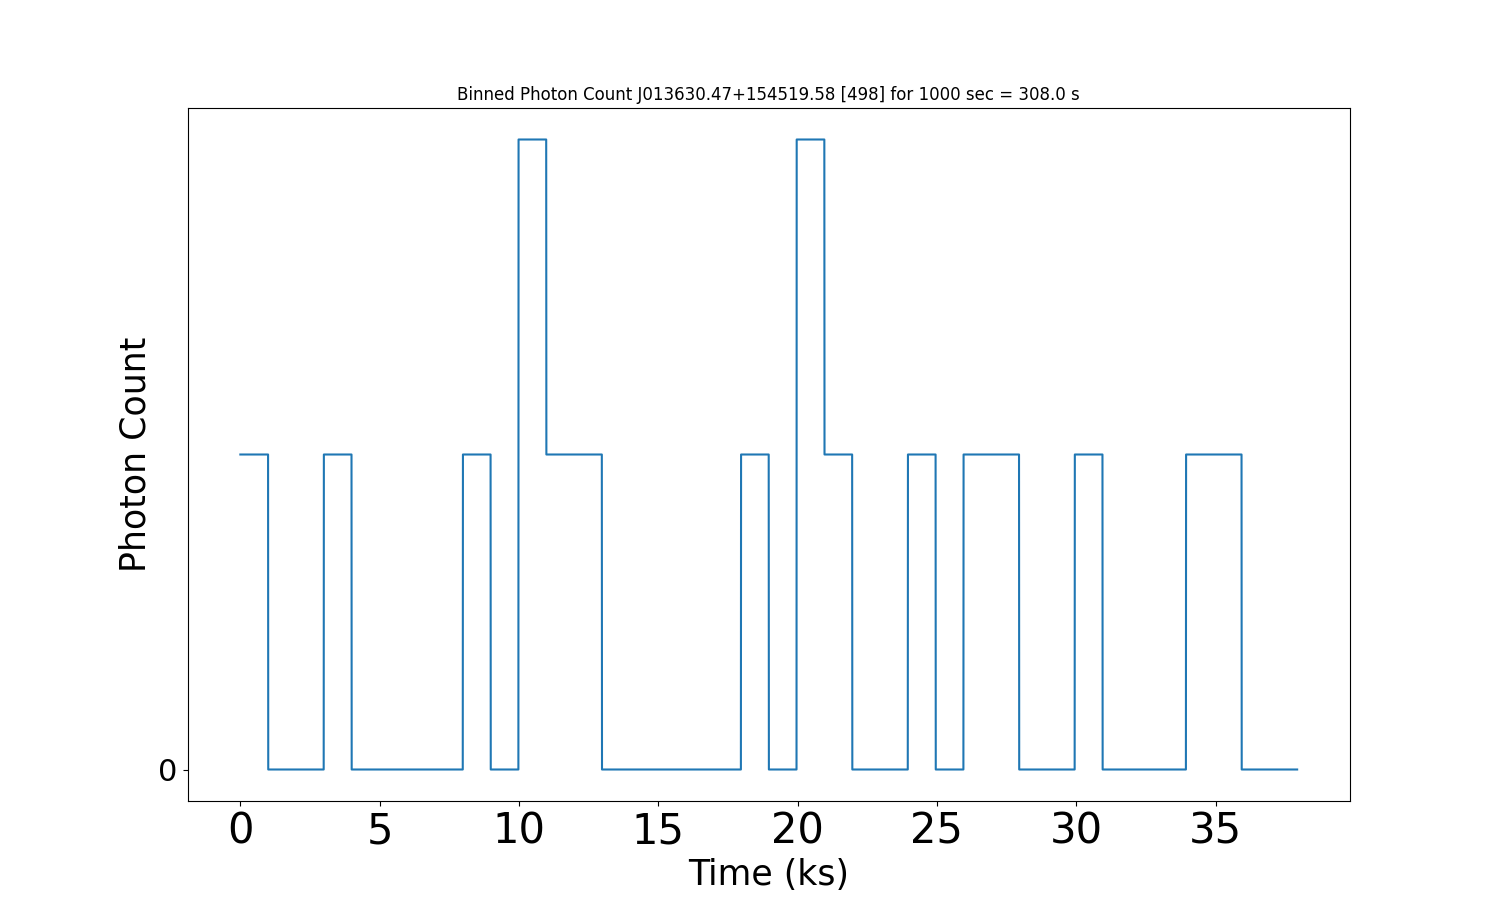 Binned Photon Count J013630.47+154519.58 [498] for 1000 sec = 308.0 s
Photon Count
0
0 5 10 15 20 25 30 35
Time (ks)